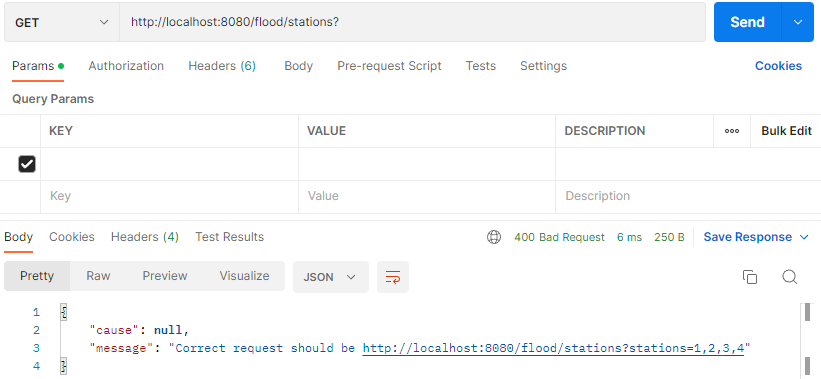 GET http://localhost:8080/flood/stations? Send
Params Authorization Headers (6) Body Pre-request Script Tests Settings Cookies
Query Params
KEY VALUE DESCRIPTION ooo Bulk Edit
Key Value Description
Body Cookies Headers (4) Test Results 400 Bad Request 6 ms 250 B Save Response
Pretty Raw Preview Visualize JSON
1 {
2 "cause": null,
3 "message": "Correct request should be http://localhost:8080/flood/stations?stations=1,2,3,4"
4 }